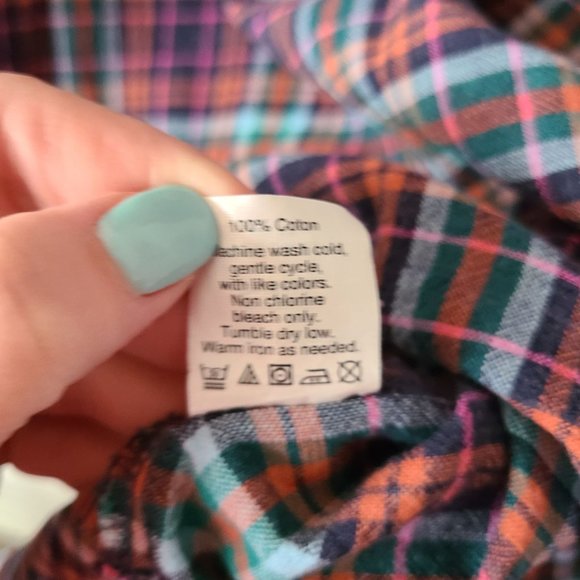 100% Cotton
Machine wash cold,
gentle cycle,
with like colors.
Non chlorine
bleach only.
Tumble dry low.
Warm iron as needed.